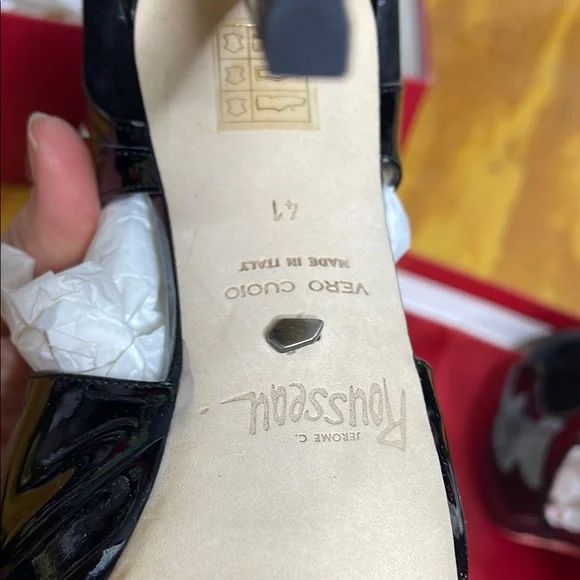 JEROME C.
Rousseau
VERO CUOIO
MADE IN ITALY
41